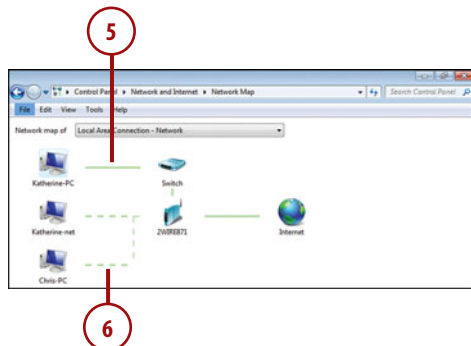 5
Control Panel ▸ Network and Internet ▸ Network Map
Search Control Panel
File Edit View Tools Help
Network map of Local Area Connection - Network
Katherine-PC
Switch
Katherine-net
2WIRE871
Internet
Chris-PC
6